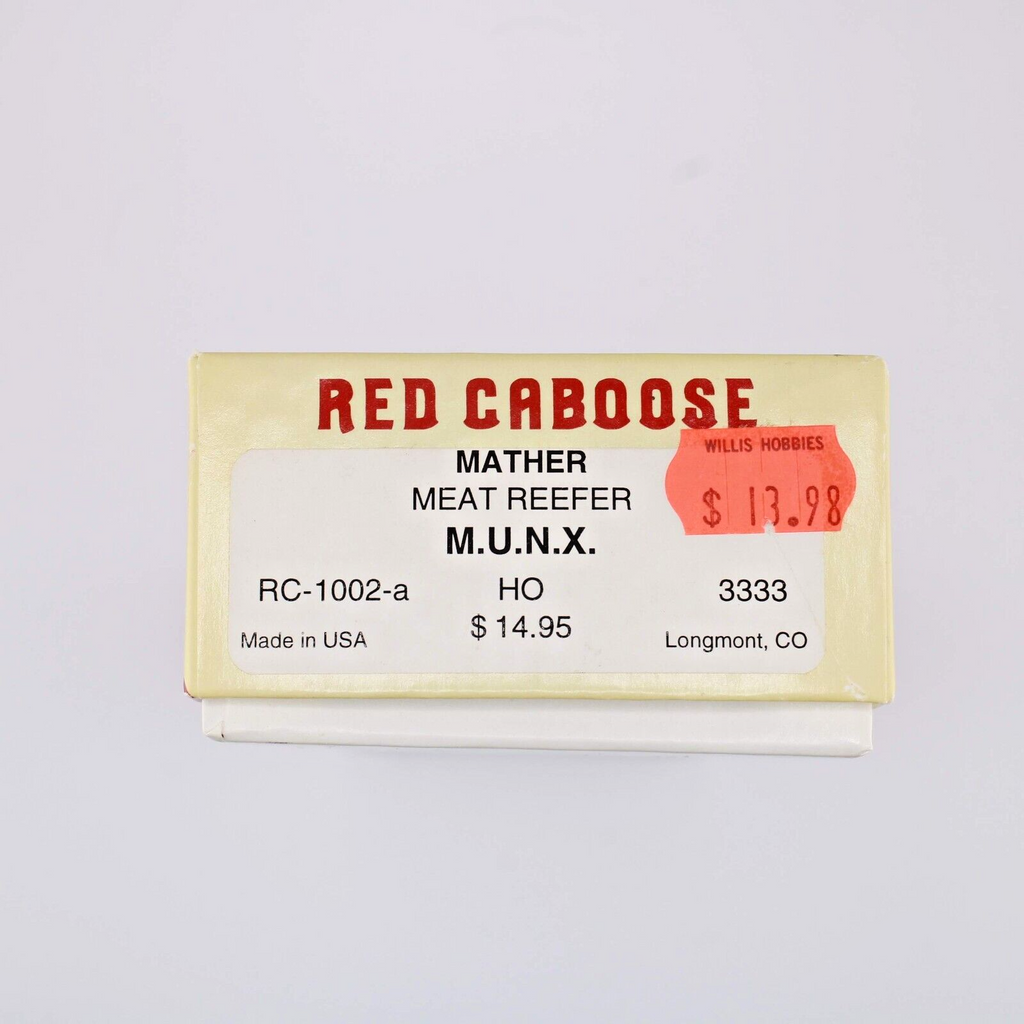 RED CABOOSE
WILLIS HOBBIES
$ 13.98
MATHER
MEAT REEFER
M.U.N.X.
RC-1002-a HO 3333
$ 14.95
Made in USA Longmont, CO